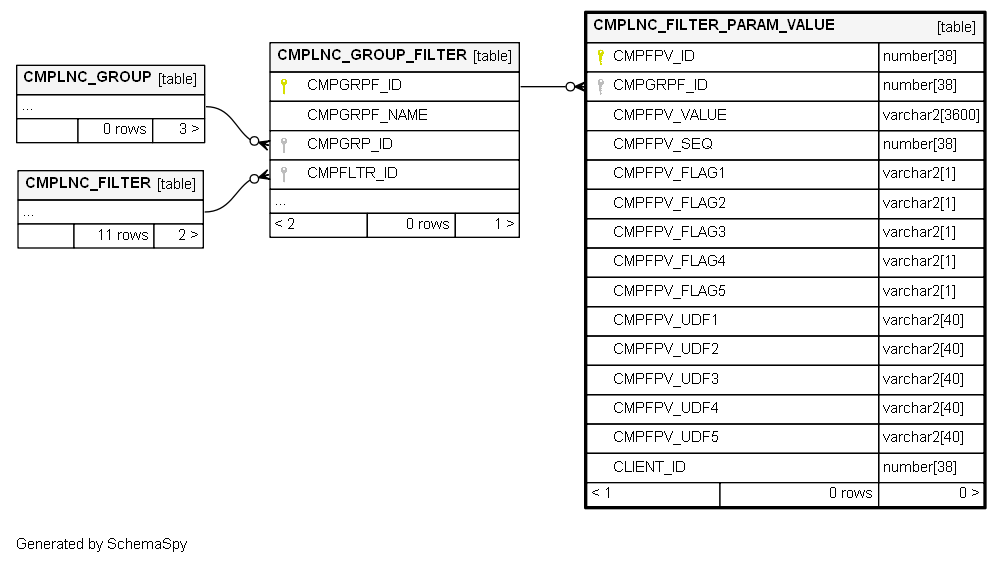 CMPLNC_GROUP [table]
...
0 rows 3 >
CMPLNC_FILTER [table]
...
11 rows 2 >
CMPLNC_GROUP_FILTER [table]
CMPGRPF_ID
CMPGRPF_NAME
CMPGRP_ID
CMPFLTR_ID
...
< 2 0 rows 1 >
CMPLNC_FILTER_PARAM_VALUE [table]
CMPFPV_ID number[38]
CMPGRPF_ID number[38]
CMPFPV_VALUE varchar2[3600]
CMPFPV_SEQ number[38]
CMPFPV_FLAG1 varchar2[1]
CMPFPV_FLAG2 varchar2[1]
CMPFPV_FLAG3 varchar2[1]
CMPFPV_FLAG4 varchar2[1]
CMPFPV_FLAG5 varchar2[1]
CMPFPV_UDF1 varchar2[40]
CMPFPV_UDF2 varchar2[40]
CMPFPV_UDF3 varchar2[40]
CMPFPV_UDF4 varchar2[40]
CMPFPV_UDF5 varchar2[40]
CLIENT_ID number[38]
< 1 0 rows 0 >
Generated by SchemaSpy